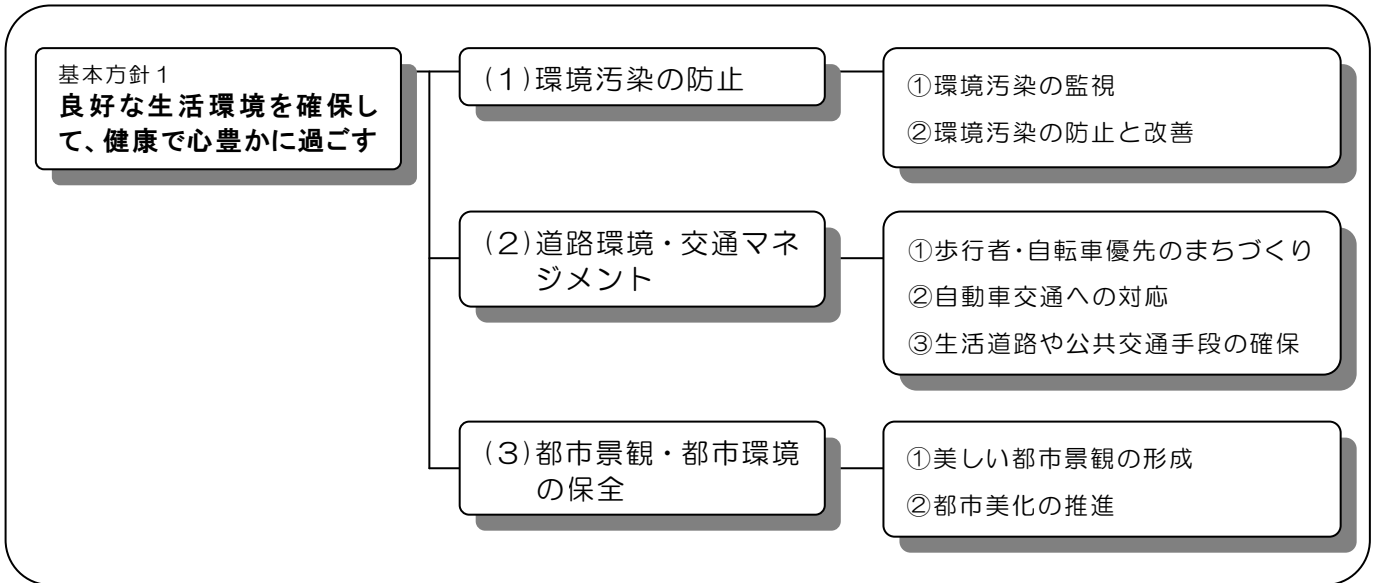 基本方針1
良好な生活環境を確保し
て、健康で心豊かに過ごす
(1)環境汚染の防止
①環境汚染の監視
②環境汚染の防止と改善
(2)道路環境・交通マネ
ジメント
①歩行者・自転車優先のまちづくり
②自動車交通への対応
③生活道路や公共交通手段の確保
(3)都市景観・都市環境
の保全
①美しい都市景観の形成
②都市美化の推進